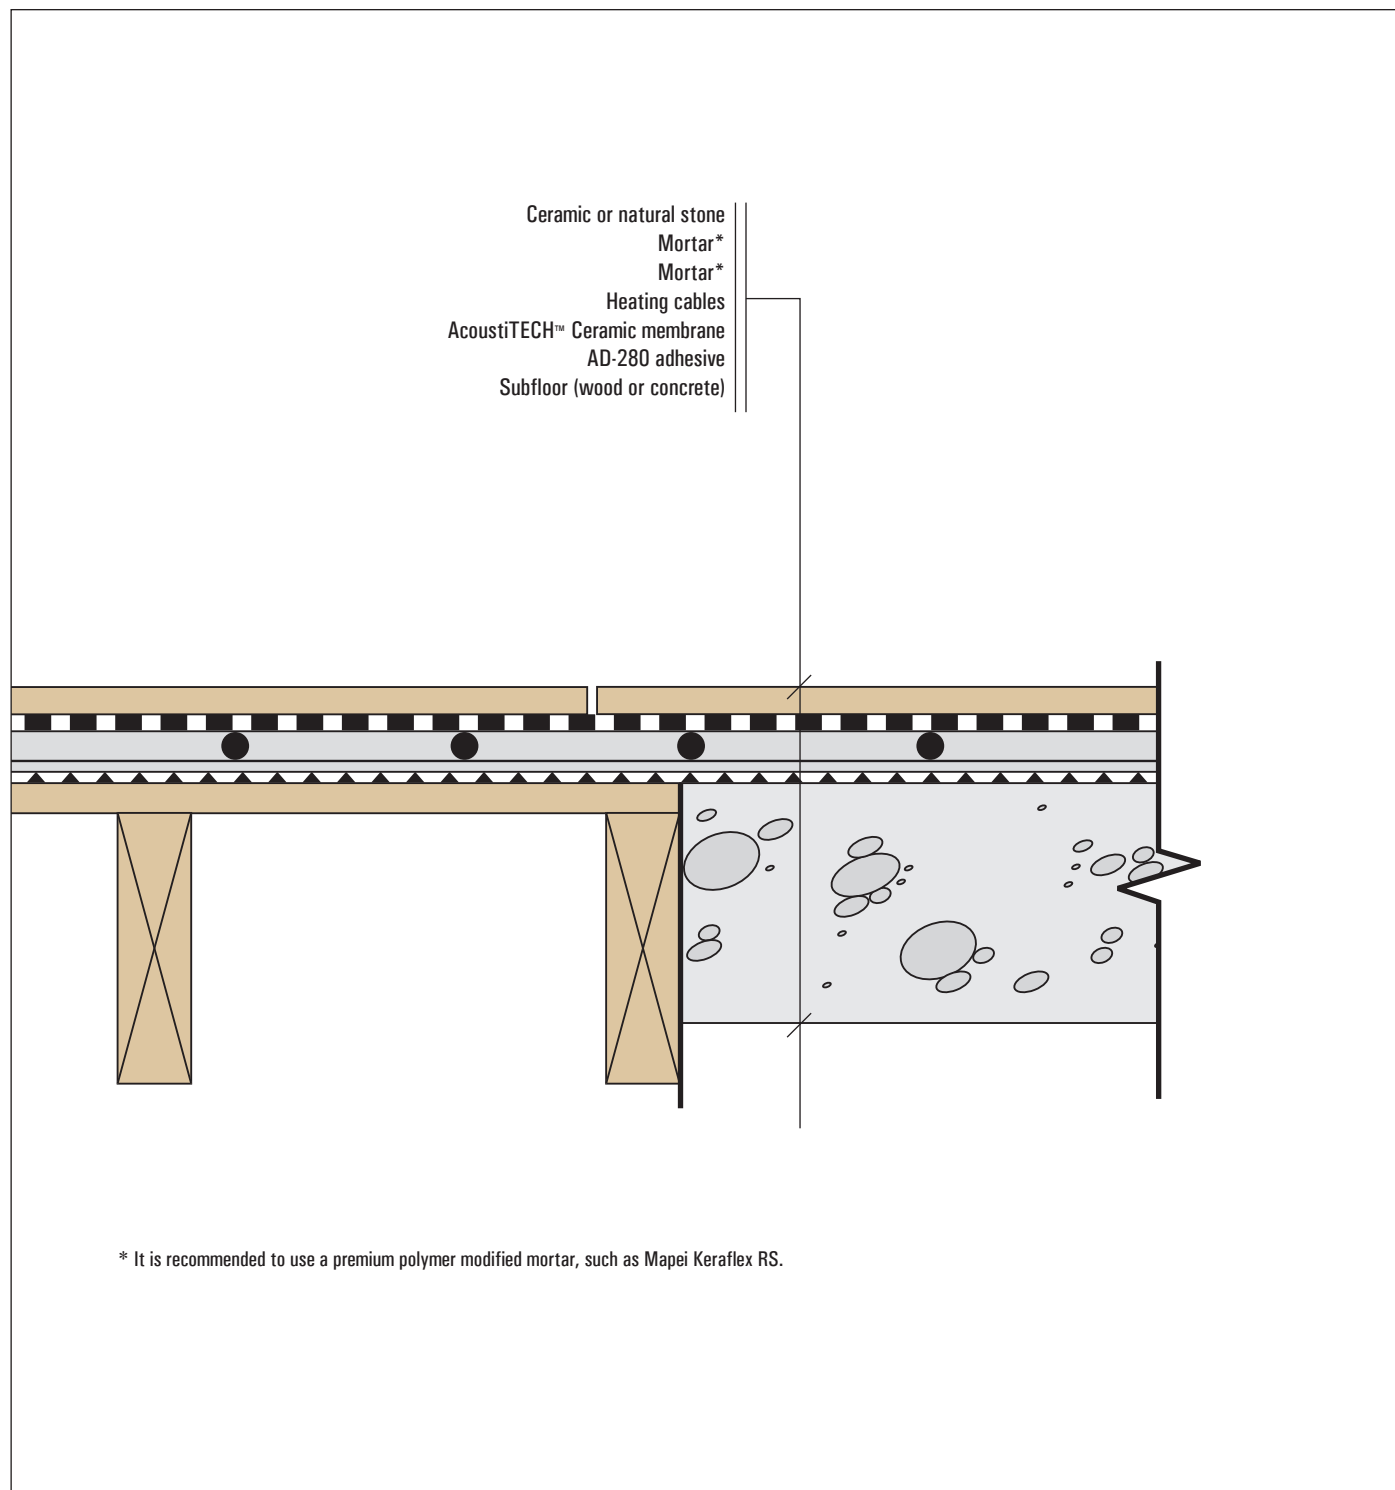 Ceramic or natural stone
Mortar*
Mortar*
Heating cables
AcoustiTECH™ Ceramic membrane
AD-280 adhesive
Subfloor (wood or concrete)
* It is recommended to use a premium polymer modified mortar, such as Mapei Keraflex RS.